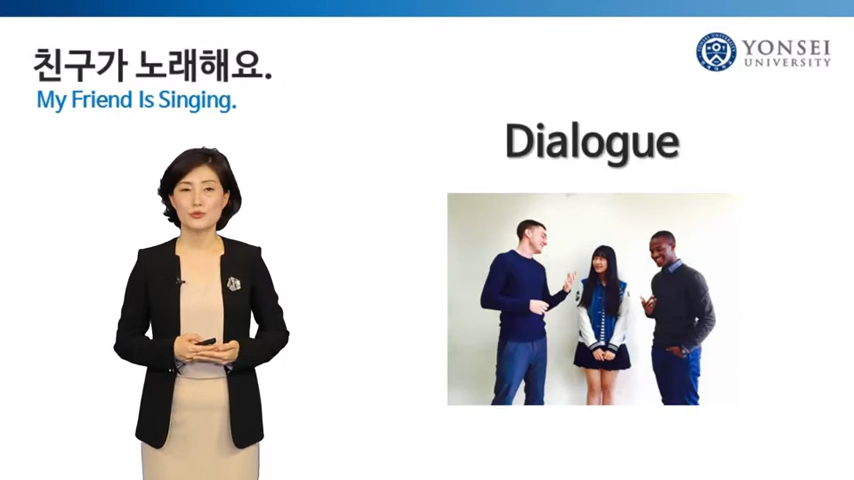 친구가 노래해요.
My Friend Is Singing.
YONSEI
UNIVERSITY
Dialogue